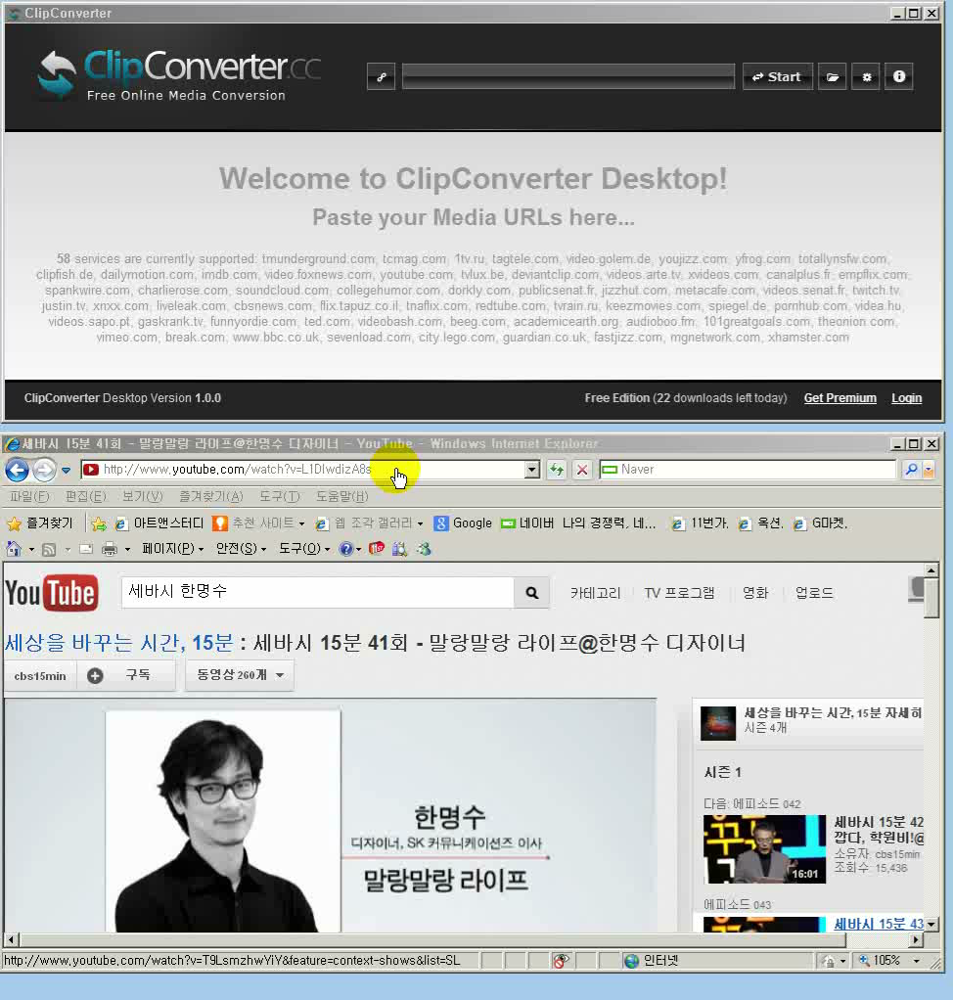 ClipConverter
ClipConverter.cc
Free Online Media Conversion
Start
Welcome to ClipConverter Desktop!
Paste your Media URLs here...
58 services are currently supported: tmunderground.com, tcmag.com, 1tv.ru, tagtele.com, video.golem.de, youjizz.com, yfrog.com, totallynsfw.com,
clipfish.de, dailymotion.com, imdb.com, video.foxnews.com, youtube.com, tvlux.be, deviantclip.com, videos.arte.tv, xvideos.com, canalplus.fr, empflix.com,
spankwire.com, charlierose.com, soundcloud.com, collegehumor.com, dorkly.com, publicsenat.fr, jizzhut.com, metacafe.com, videos.senat.fr, twitch.tv,
justin.tv, xnxx.com, liveleak.com, cbsnews.com, flix.tapuz.co.il, tnaflix.com, redtube.com, tvrain.ru, keezmovies.com, spiegel.de, pornhub.com, videa.hu,
videos.sapo.pt, gaskrank.tv, funnyordie.com, ted.com, videobash.com, beeg.com, academicearth.org, audioboo.fm, 101greatgoals.com, theonion.com,
vimeo.com, break.com, www.bbc.co.uk, sevenload.com, city.lego.com, guardian.co.uk, fastjizz.com, mgnetwork.com, xhamster.com
ClipConverter Desktop Version 1.0.0
Free Edition (22 downloads left today) Get Premium Login
세바시 15분 41회 - 말랑말랑 라이프@한명수 디자이너 - YouTube - Windows Internet Explorer
http://www.youtube.com/watch?v=L1DIwdizA8s
Naver
파일(F) 편집(E) 보기(V) 즐겨찾기(A) 도구(T) 도움말(H)
즐겨찾기 아트앤스터디 추천 사이트 웹 조각 갤러리 Google 네이버 나의 경쟁력, 네... 11번가. 옥션. G마켓,
페이지(P) 안전(S) 도구(O)
YouTube
세바시 한명수
카테고리 TV 프로그램 영화 업로드
세상을 바꾸는 시간, 15분 : 세바시 15분 41회 - 말랑말랑 라이프@한명수 디자이너
cbs15min 구독 동영상 260개
한명수
디자이너, SK 커뮤니케이션즈 이사
말랑말랑 라이프
세상을 바꾸는 시간, 15분 자세히
시즌 4개
시즌 1
다음: 에피소드 042
세바시 15분 42
깝다, 학원비!@
소유자: cbs15min
조회수: 15,436
16:01
에피소드 043
세바시 15분 43
http://www.youtube.com/watch?v=T9LsmzhwYiY&feature=context-shows&list=SL
인터넷
105%